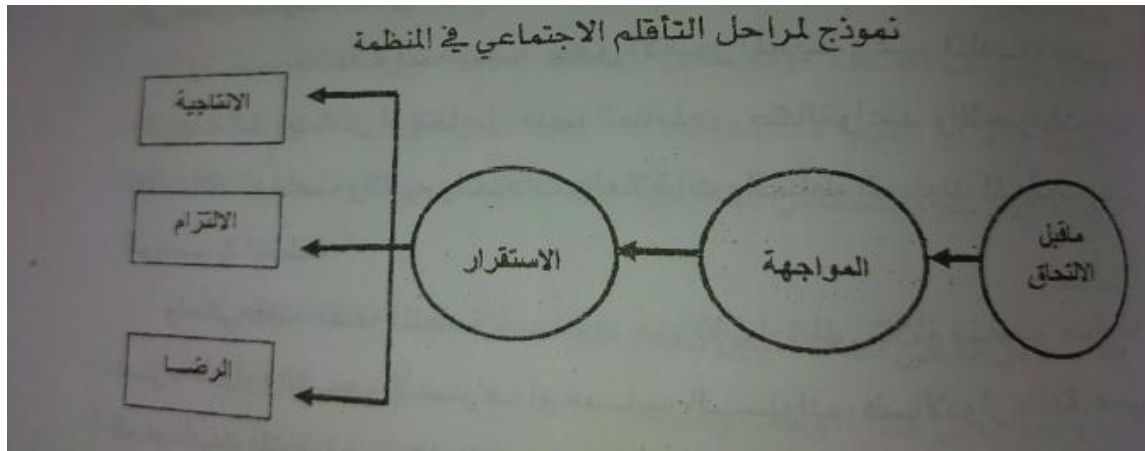 نموذج لمراحل التأقلم الاجتماعي في المنظمة
ماقبل
الالتحاق
المواجهة
الاستقرار
الانتاجية
الالتزام
الرضا